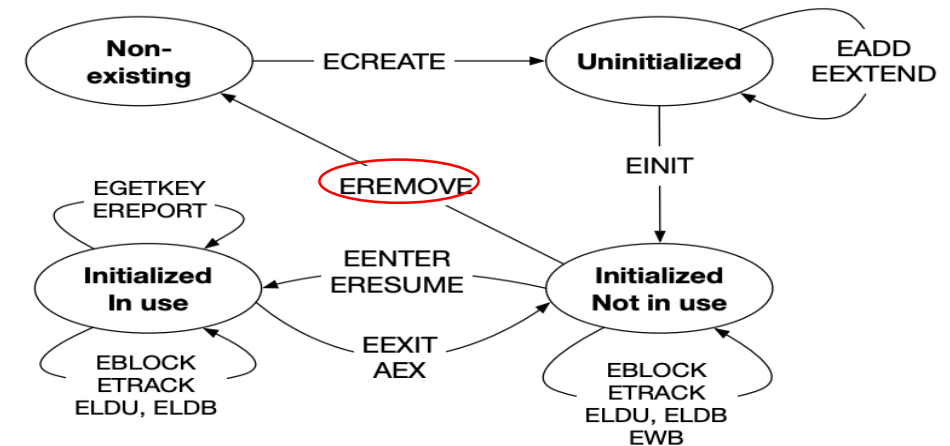 Non-
existing
ECREATE
Uninitialized
EADD
EEXTEND
EINIT
EREMOVE
EGETKEY
EREPORT
EENTER
ERESUME
Initialized
In use
Initialized
Not in use
EEXIT
AEX
EBLOCK
ETRACK
ELDU, ELDB
EBLOCK
ETRACK
ELDU, ELDB
EWB